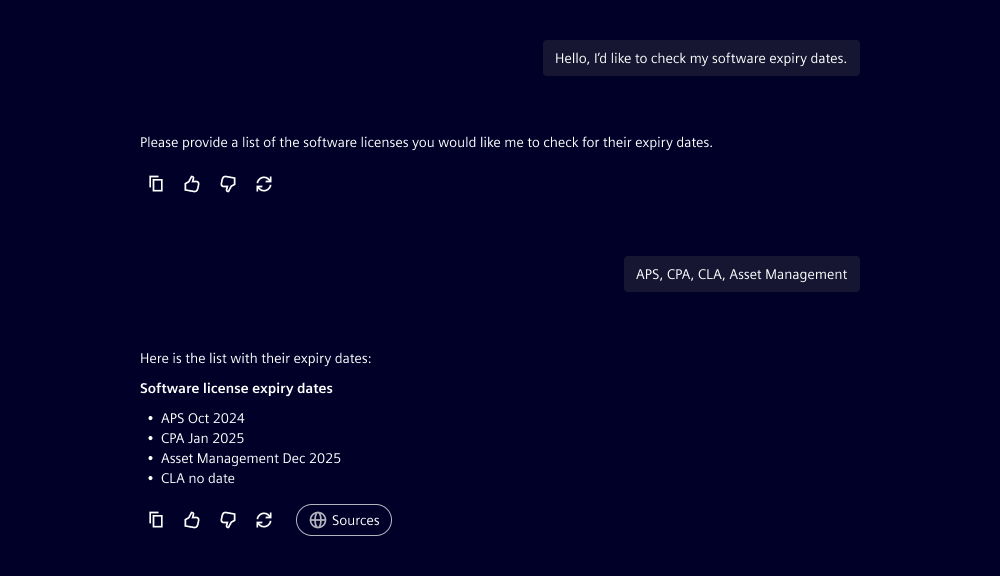 Hello, I’d like to check my software expiry dates.
Please provide a list of the software licenses you would like me to check for their expiry dates.
APS, CPA, CLA, Asset Management
Here is the list with their expiry dates:
Software license expiry dates
• APS Oct 2024
• CPA Jan 2025
• Asset Management Dec 2025
• CLA no date
Sources